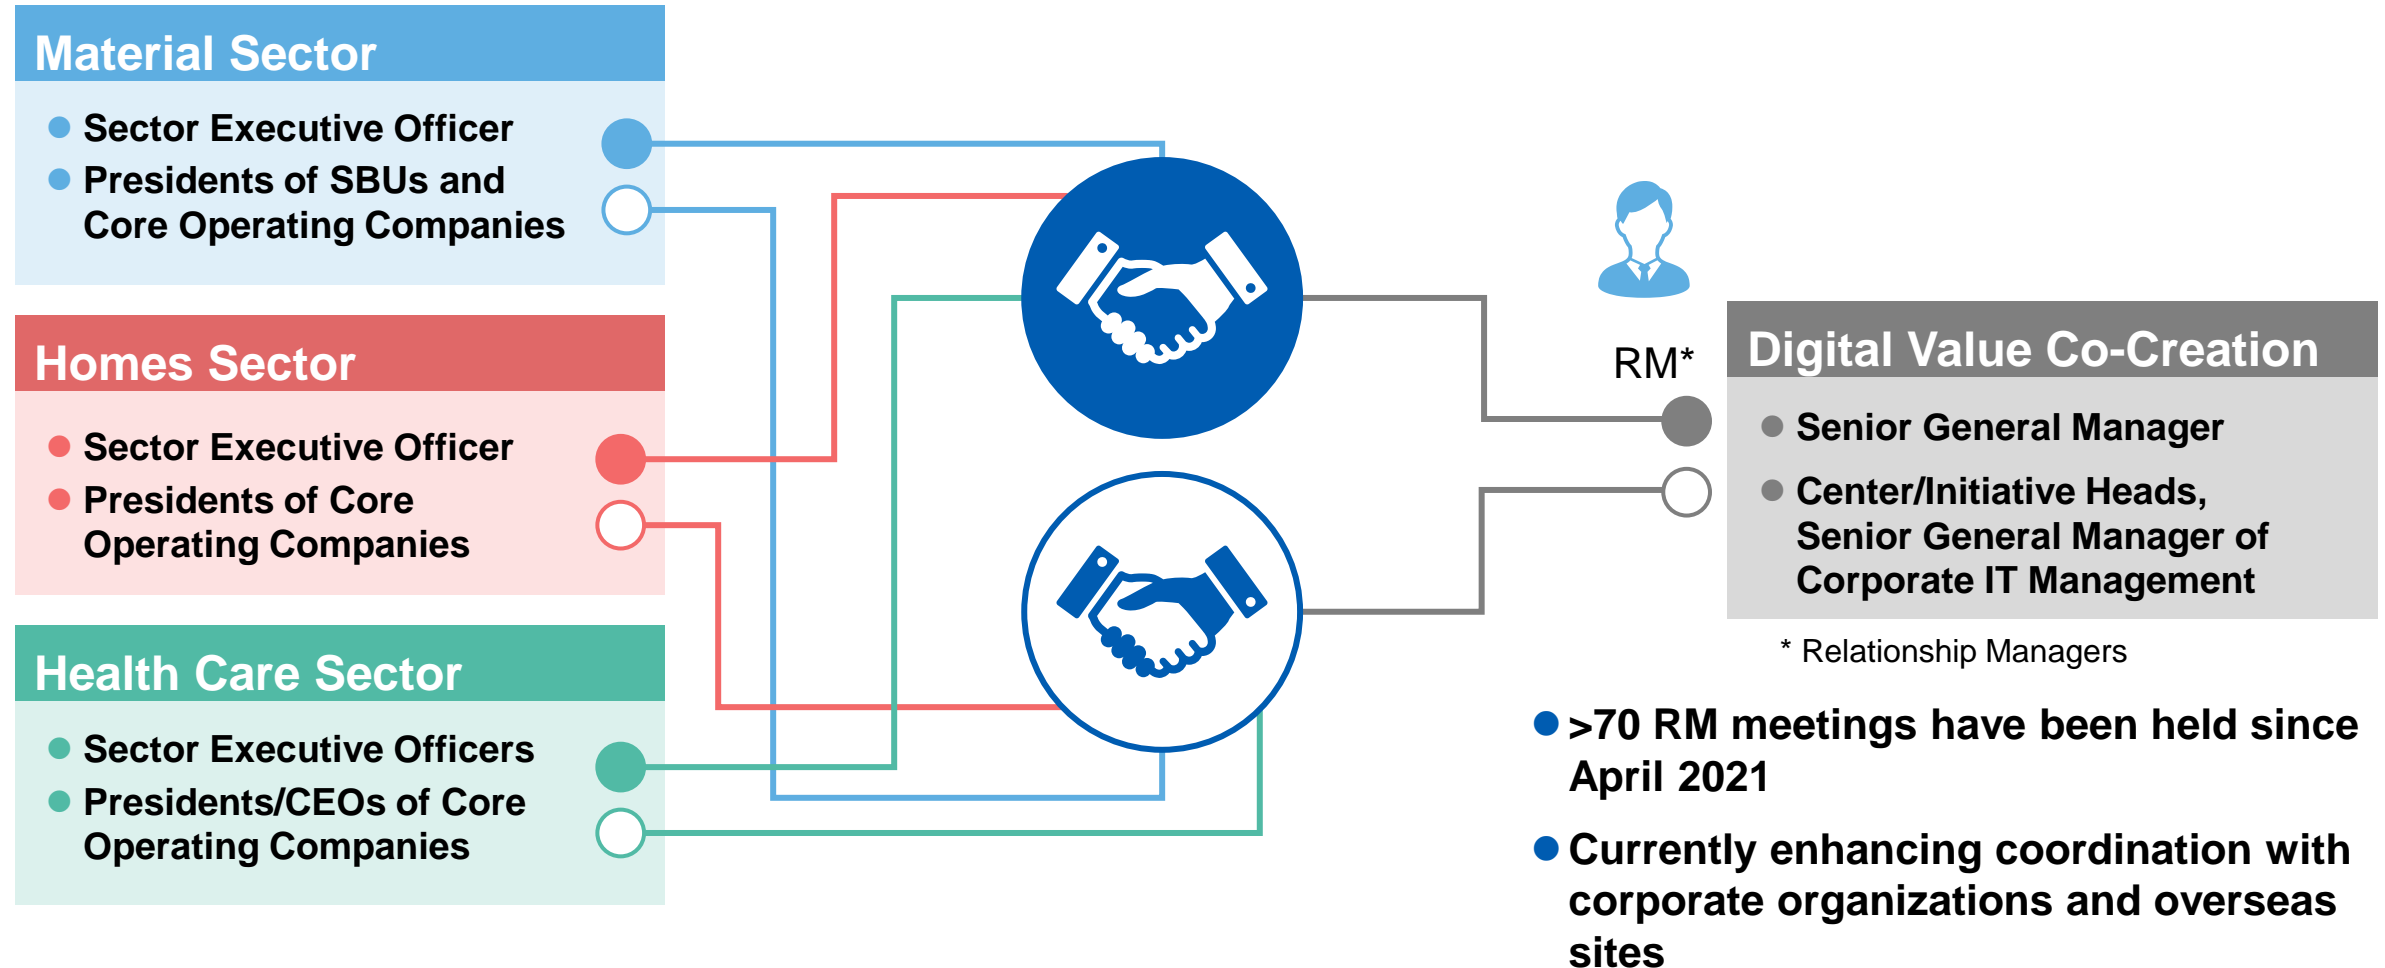 Material Sector
Sector Executive Officer
Presidents of SBUs and
Core Operating Companies
Homes Sector
Sector Executive Officer
Presidents of Core
Operating Companies
Health Care Sector
Sector Executive Officers
Presidents/CEOs of Core
Operating Companies
RM*
Digital Value Co-Creation
Senior General Manager
Center/Initiative Heads,
Senior General Manager of
Corporate IT Management
* Relationship Managers
>70 RM meetings have been held since
April 2021
Currently enhancing coordination with
corporate organizations and overseas
sites